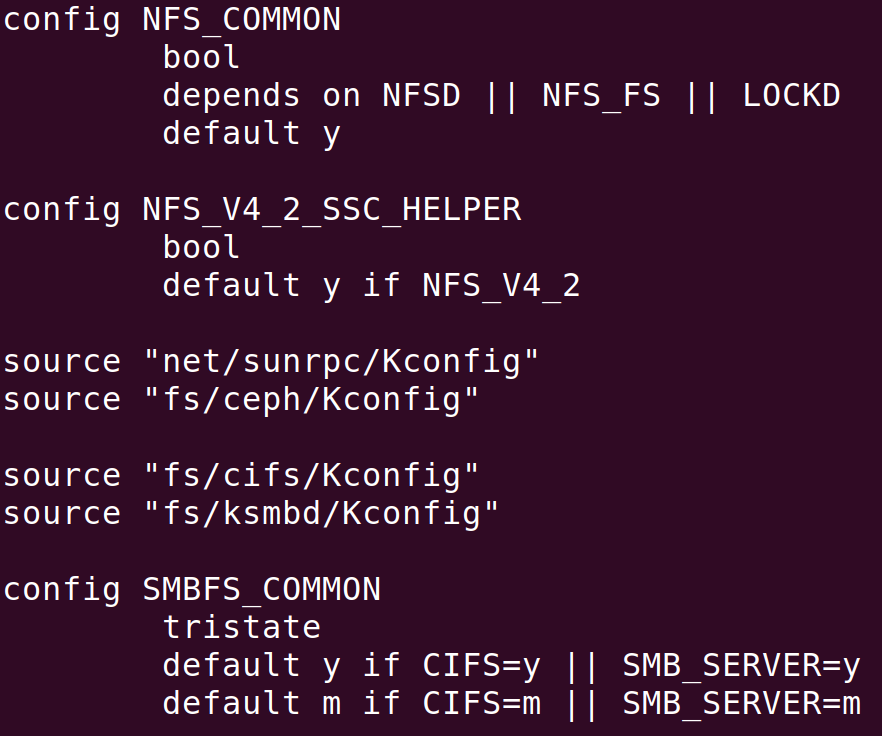 config NFS_COMMON
        bool
        depends on NFSD || NFS_FS || LOCKD
        default y

config NFS_V4_2_SSC_HELPER
        bool
        default y if NFS_V4_2

source "net/sunrpc/Kconfig"
source "fs/ceph/Kconfig"

source "fs/cifs/Kconfig"
source "fs/ksmbd/Kconfig"

config SMBFS_COMMON
        tristate
        default y if CIFS=y || SMB_SERVER=y
        default m if CIFS=m || SMB_SERVER=m